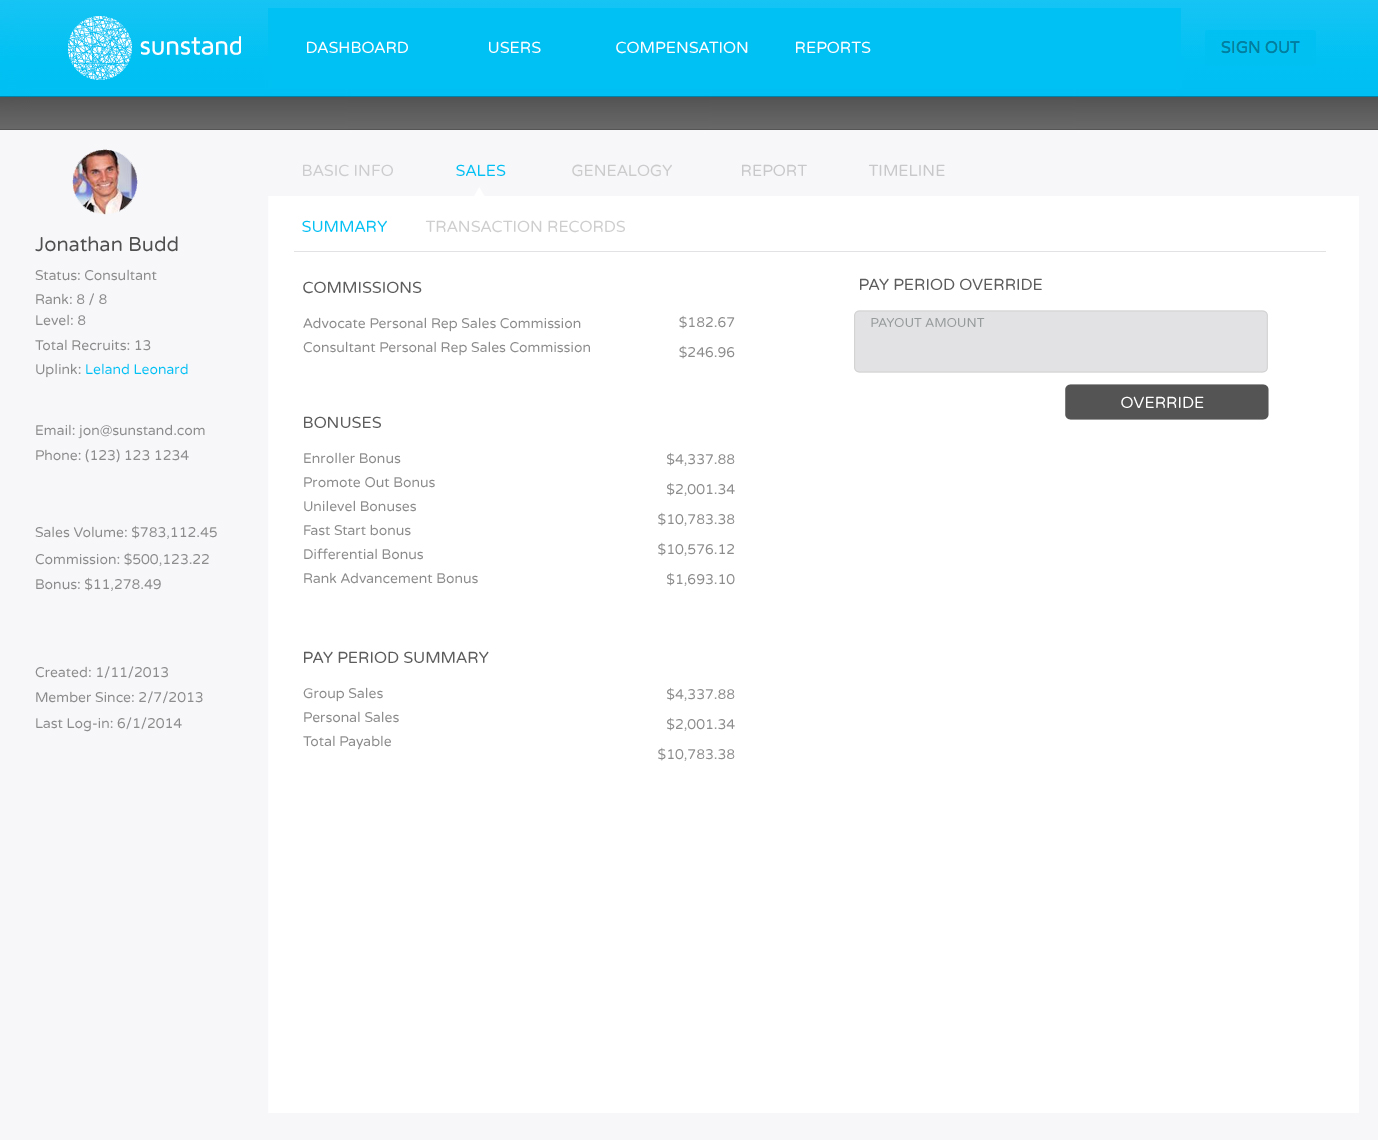 sunstand
DASHBOARD USERS COMPENSATION REPORTS SIGN OUT
BASIC INFO SALES GENEALOGY REPORT TIMELINE
SUMMARY TRANSACTION RECORDS
Jonathan Budd
Status: Consultant
Rank: 8 / 8
Level: 8
Total Recruits: 13
Uplink: Leland Leonard
Email: jon@sunstand.com
Phone: (123) 123 1234
Sales Volume: $783,112.45
Commission: $500,123.22
Bonus: $11,278.49
Created: 1/11/2013
Member Since: 2/7/2013
Last Log-in: 6/1/2014
COMMISSIONS
Advocate Personal Rep Sales Commission $182.67
Consultant Personal Rep Sales Commission $246.96
BONUSES
Enroller Bonus $4,337.88
Promote Out Bonus $2,001.34
Unilevel Bonuses $10,783.38
Fast Start bonus $10,576.12
Differential Bonus $1,693.10
Rank Advancement Bonus
PAY PERIOD SUMMARY
Group Sales $4,337.88
Personal Sales $2,001.34
Total Payable $10,783.38
PAY PERIOD OVERRIDE
PAYOUT AMOUNT
OVERRIDE